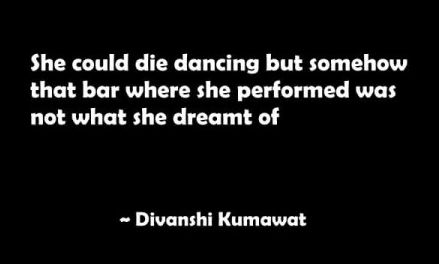 She could die dancing but somehow
that bar where she performed was
not what she dreamt of
~ Divanshi Kumawat